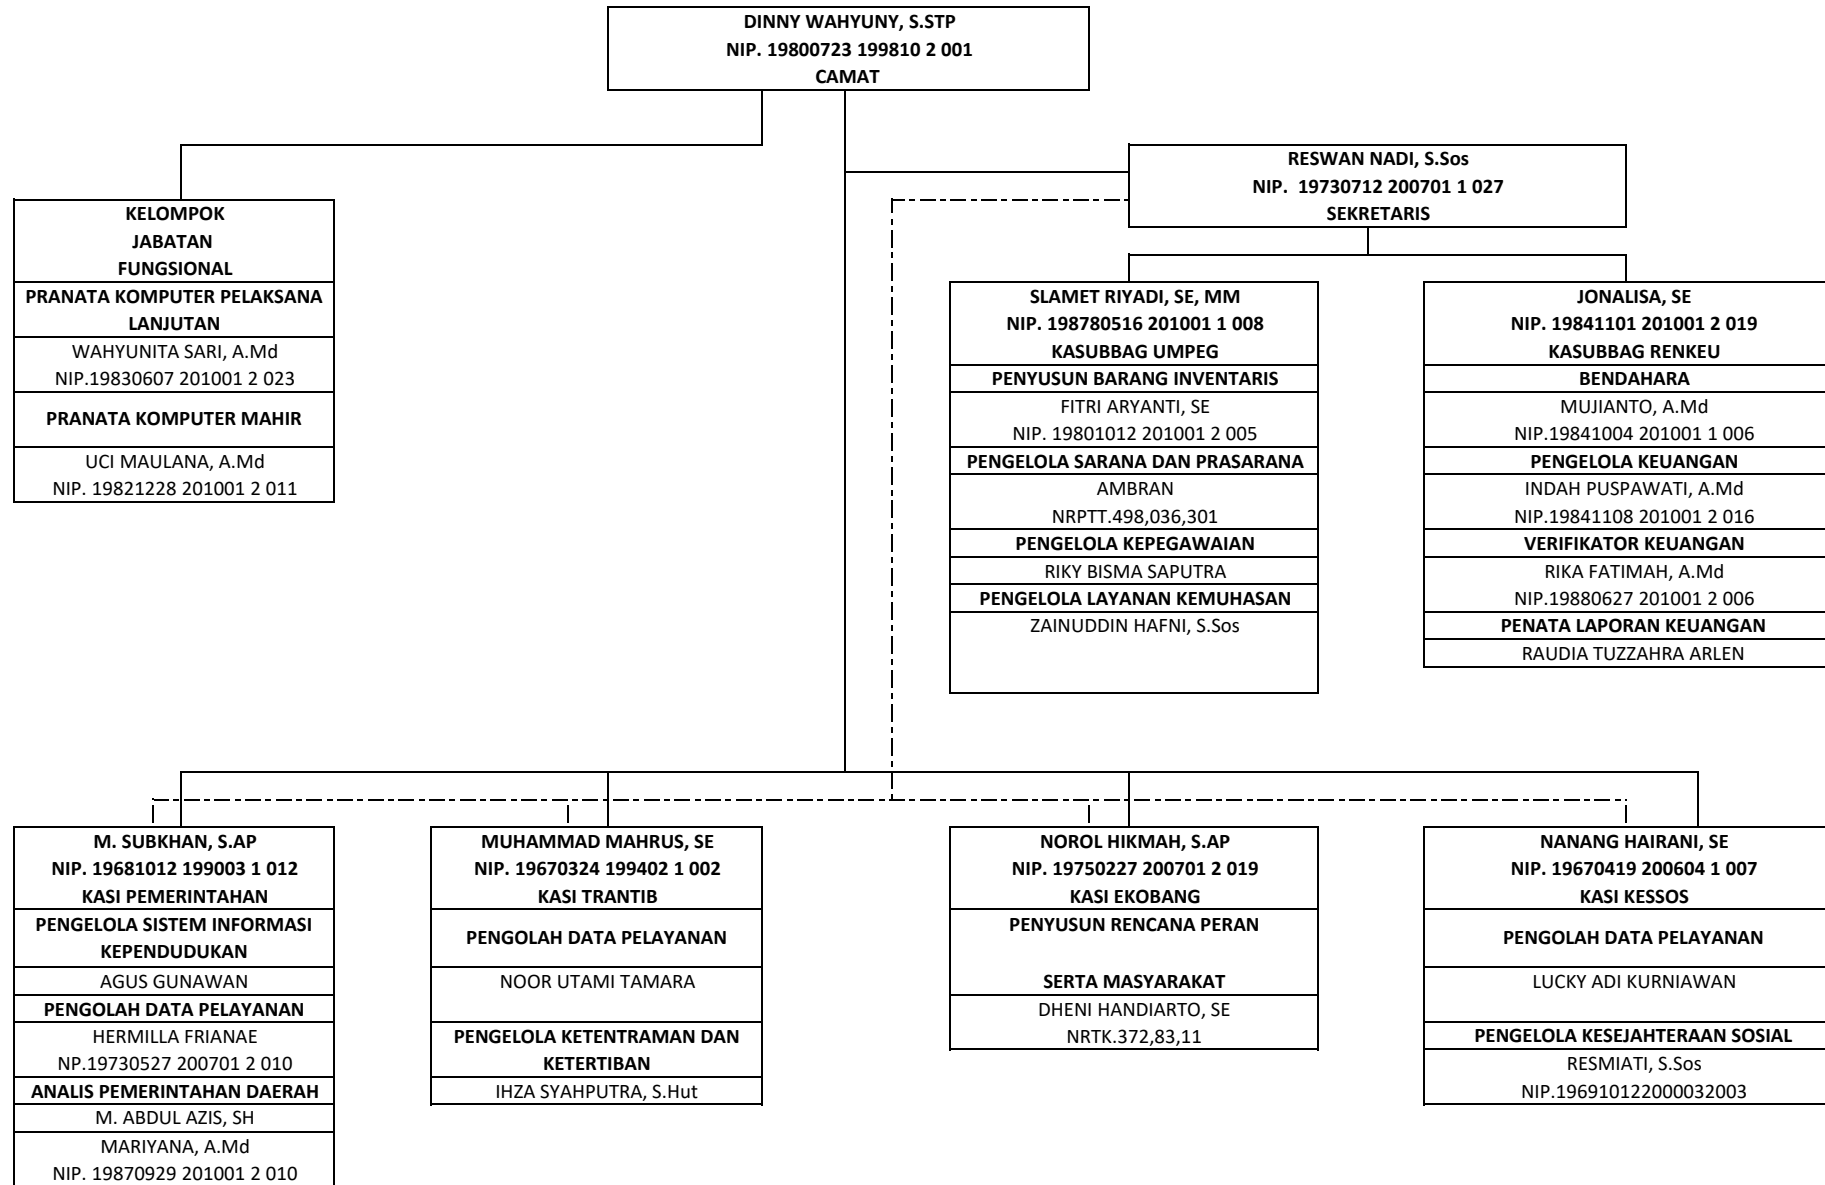 DINNY WAHYUNY, S.STP
NIP. 19800723 199810 2 001
CAMAT
RESWAN NADI, S.Sos
NIP.  19730712 200701 1 027
SEKRETARIS
KELOMPOK
JABATAN
FUNGSIONAL
PRANATA KOMPUTER PELAKSANA
LANJUTAN
WAHYUNITA SARI, A.Md
NIP.19830607 201001 2 023
PRANATA KOMPUTER MAHIR
UCI MAULANA, A.Md
NIP. 19821228 201001 2 011
SLAMET RIYADI, SE, MM
NIP. 198780516 201001 1 008
KASUBBAG UMPEG
PENYUSUN BARANG INVENTARIS
FITRI ARYANTI, SE
NIP. 19801012 201001 2 005
PENGELOLA SARANA DAN PRASARANA
AMBRAN
NRPTT.498,036,301
PENGELOLA KEPEGAWAIAN
RIKY BISMA SAPUTRA
PENGELOLA LAYANAN KEMUHASAN
ZAINUDDIN HAFNI, S.Sos
JONALISA, SE
NIP. 19841101 201001 2 019
KASUBBAG RENKEU
BENDAHARA
MUJIANTO, A.Md
NIP.19841004 201001 1 006
PENGELOLA KEUANGAN
INDAH PUSPAWATI, A.Md
NIP.19841108 201001 2 016
VERIFIKATOR KEUANGAN
RIKA FATIMAH, A.Md
NIP.19880627 201001 2 006
PENATA LAPORAN KEUANGAN
RAUDIA TUZZAHRA ARLEN
M. SUBKHAN, S.AP
NIP. 19681012 199003 1 012
KASI PEMERINTAHAN
PENGELOLA SISTEM INFORMASI
KEPENDUDUKAN
AGUS GUNAWAN
PENGOLAH DATA PELAYANAN
HERMILLA FRIANAE
NP.19730527 200701 2 010
ANALIS PEMERINTAHAN DAERAH
M. ABDUL AZIS, SH
MARIYANA, A.Md
NIP. 19870929 201001 2 010
MUHAMMAD MAHRUS, SE
NIP. 19670324 199402 1 002
KASI TRANTIB
PENGOLAH DATA PELAYANAN
NOOR UTAMI TAMARA
PENGELOLA KETENTRAMAN DAN
KETERTIBAN
IHZA SYAHPUTRA, S.Hut
NOROL HIKMAH, S.AP
NIP. 19750227 200701 2 019
KASI EKOBANG
PENYUSUN RENCANA PERAN
SERTA MASYARAKAT
DHENI HANDIARTO, SE
NRTK.372,83,11
NANANG HAIRANI, SE
NIP. 19670419 200604 1 007
KASI KESSOS
PENGOLAH DATA PELAYANAN
LUCKY ADI KURNIAWAN
PENGELOLA KESEJAHTERAAN SOSIAL
RESMIATI, S.Sos
NIP.196910122000032003